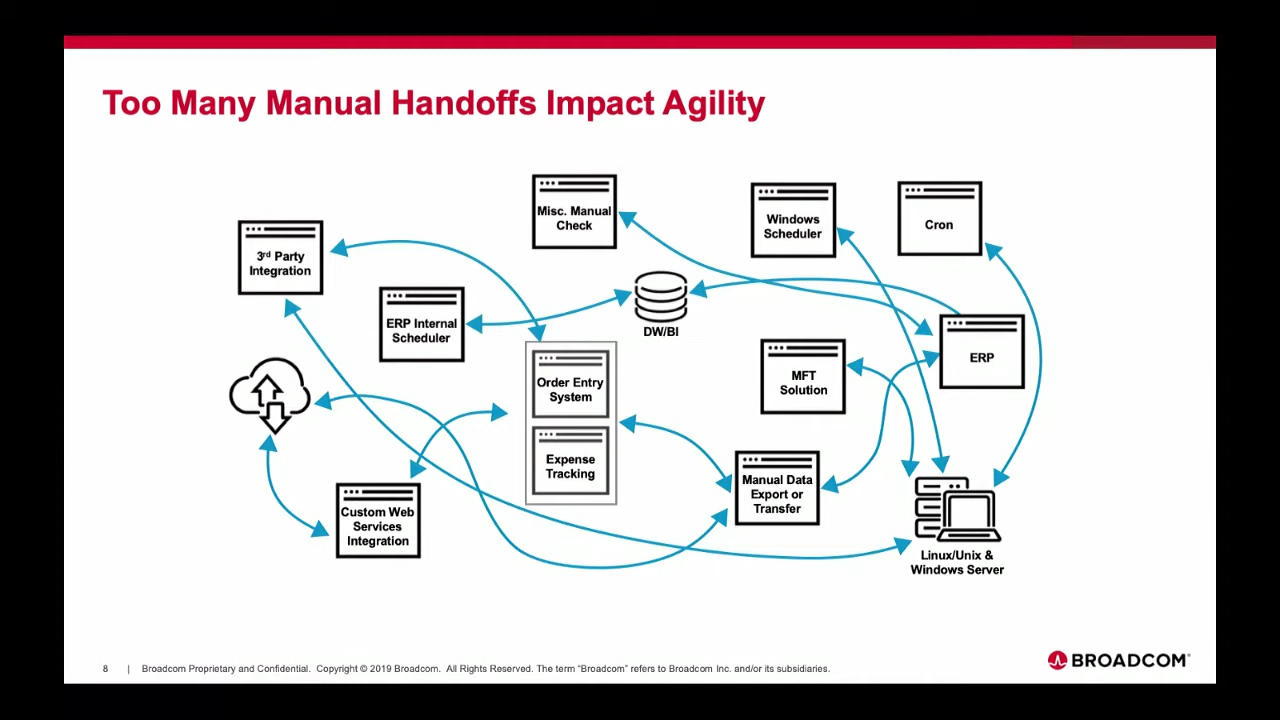 Too Many Manual Handoffs Impact Agility
Misc. Manual
Check
Windows
Scheduler
Cron
3rd Party
Integration
ERP Internal
Scheduler
DW/BI
ERP
Order Entry
System
MFT
Solution
Expense
Tracking
Manual Data
Export or
Transfer
Custom Web
Services
Integration
Linux/Unix &
Windows Server
8 | Broadcom Proprietary and Confidential. Copyright © 2019 Broadcom. All Rights Reserved. The term “Broadcom” refers to Broadcom Inc. and/or its subsidiaries.
BROADCOM®